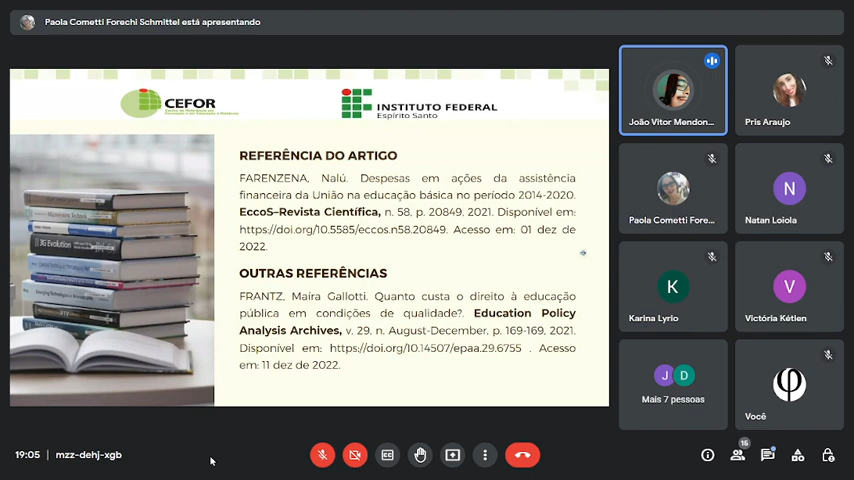 Paola Cometti Forechi Schmittel está apresentando
CEFOR
INSTITUTO FEDERAL
Espírito Santo
REFERÊNCIA DO ARTIGO
FARENZENA, Nalú. Despesas em ações da assistência
financeira da União na educação básica no período 2014-2020.
EccoS–Revista Científica, n. 58, p. 20849, 2021. Disponível em:
https://doi.org/10.5585/eccos.n58.20849. Acesso em: 01 dez de
2022.
OUTRAS REFERÊNCIAS
FRANTZ, Maíra Gallotti. Quanto custa o direito à educação
pública em condições de qualidade?. Education Policy
Analysis Archives, v. 29, n. August-December, p. 169-169, 2021.
Disponível em: https://doi.org/10.14507/epaa.29.6755 . Acesso
em: 11 dez de 2022.
João Vitor Mendon...
Pris Araujo
Paola Cometti Fore...
N
Natan Loiola
K
Karina Lyrio
V
Victória Kétlen
J D
Mais 7 pessoas
Você
19:05 | mzz-dehj-xgb
15